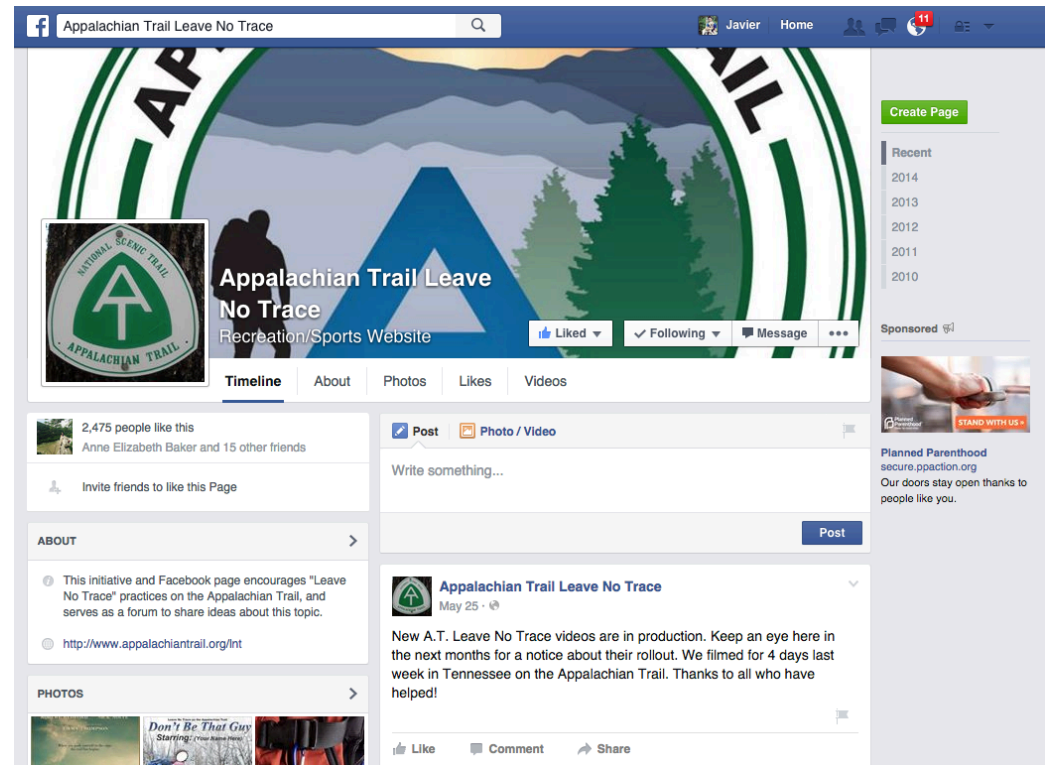 Appalachian Trail Leave No Trace
Javier Home
11
APPALACHIAN TRAIL
NATIONAL SCENIC TRAIL
APPALACHIAN TRAIL
Appalachian Trail Leave
No Trace
Recreation/Sports Website
Liked
Following
Message
Timeline About Photos Likes Videos
2,475 people like this
Anne Elizabeth Baker and 15 other friends
Invite friends to like this Page
ABOUT
This initiative and Facebook page encourages "Leave
No Trace" practices on the Appalachian Trail, and
serves as a forum to share ideas about this topic.
http://www.appalachiantrail.org/lnt
PHOTOS
Don't Be That Guy
Starring: (Your Name Here)
Post Photo / Video
Write something...
Post
Appalachian Trail Leave No Trace
May 25 ·
New A.T. Leave No Trace videos are in production. Keep an eye here in
the next months for a notice about their rollout. We filmed for 4 days last
week in Tennessee on the Appalachian Trail. Thanks to all who have
helped!
Like Comment Share
Create Page
Recent
2014
2013
2012
2011
2010
Sponsored
Planned
Parenthood
STAND WITH US »
Planned Parenthood
secure.ppaction.org
Our doors stay open thanks to
people like you.